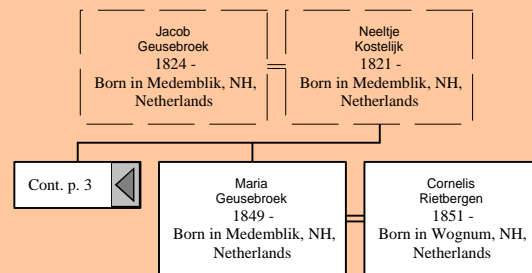 Jacob
Geusebroek
1824 -
Born in Medemblik, NH,
Netherlands
Neeltje
Kostelijk
1821 -
Born in Medemblik, NH,
Netherlands
Cont. p. 3
Maria
Geusebroek
1849 -
Born in Medemblik, NH,
Netherlands
Cornelis
Rietbergen
1851 -
Born in Wognum, NH,
Netherlands